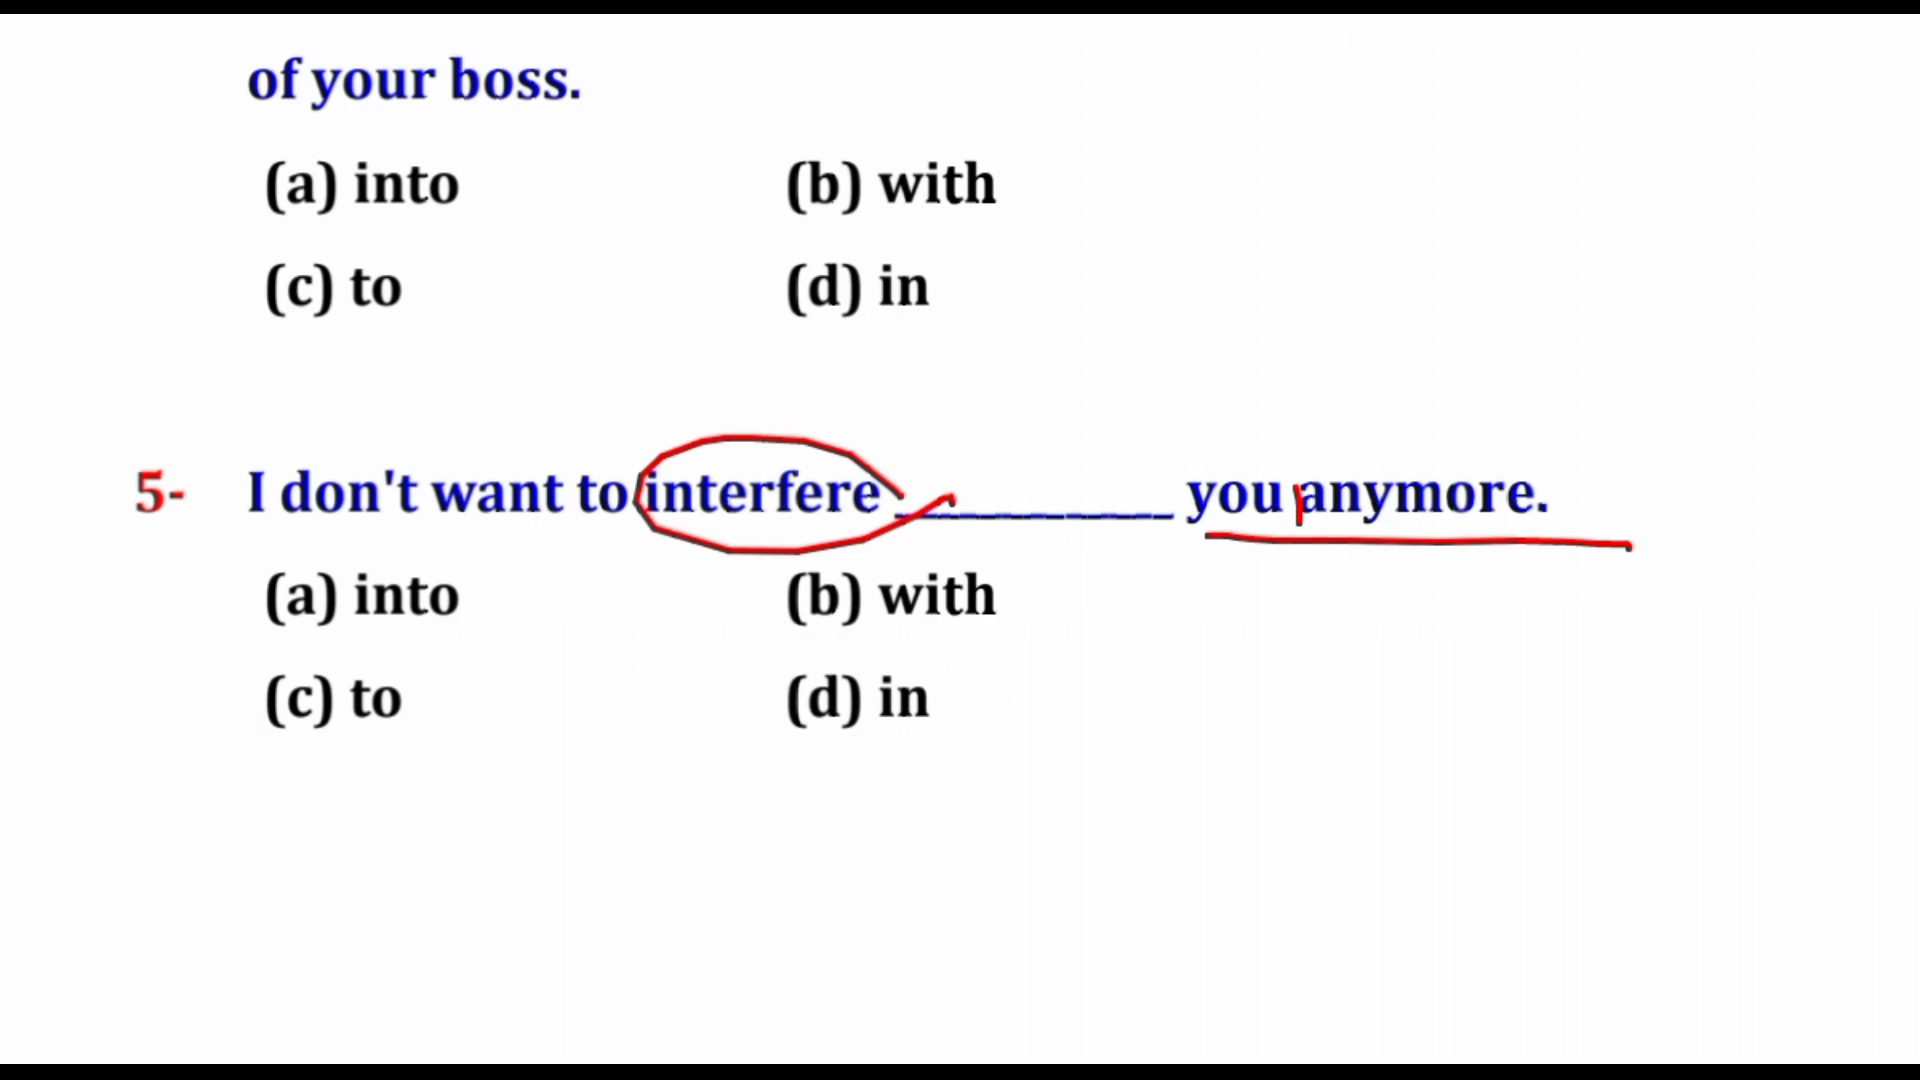 of your boss.
(a) into (b) with
(c) to (d) in
5- I don't want to interfere __________ you anymore.
(a) into (b) with
(c) to (d) in